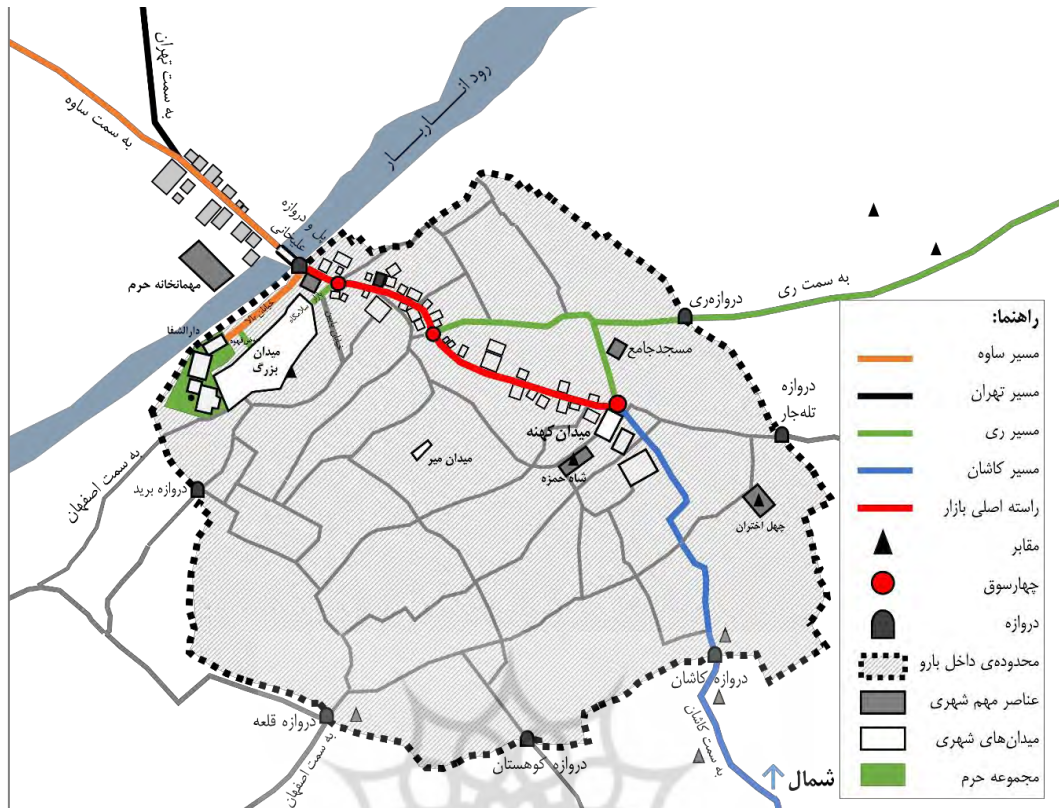 به سمت تهران
به سمت ساوه
رود انـــاربـــار
پل و دروازه
علیخانی
مهمانخانه حرم
دارالشفا
خیابان بالا
میدان
بزرگ
دروازه‌ری
به سمت ری
مسجدجامع
دروازه
تله‌جار
میدان کهنه
میدان میر
شاه حمزه
چهل اختران
به سمت اصفهان
دروازه برید
دروازه کاشان
به سمت کاشان
دروازه قلعه
به سمت اصفهان
دروازه کوهستان
شمال
راهنما:
مسیر ساوه
مسیر تهران
مسیر ری
مسیر کاشان
راسته اصلی بازار
مقابر
چهارسوق
دروازه
محدوده‌ی داخل بارو
عناصر مهم شهری
میدان‌های شهری
مجموعه حرم